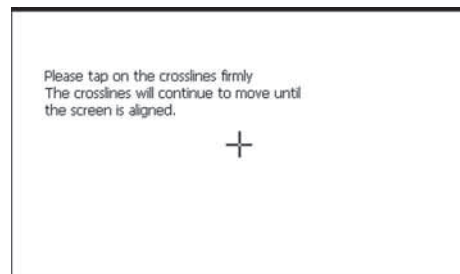 Please tap on the crosslines firmly
The crosslines will continue to move until
the screen is aligned.